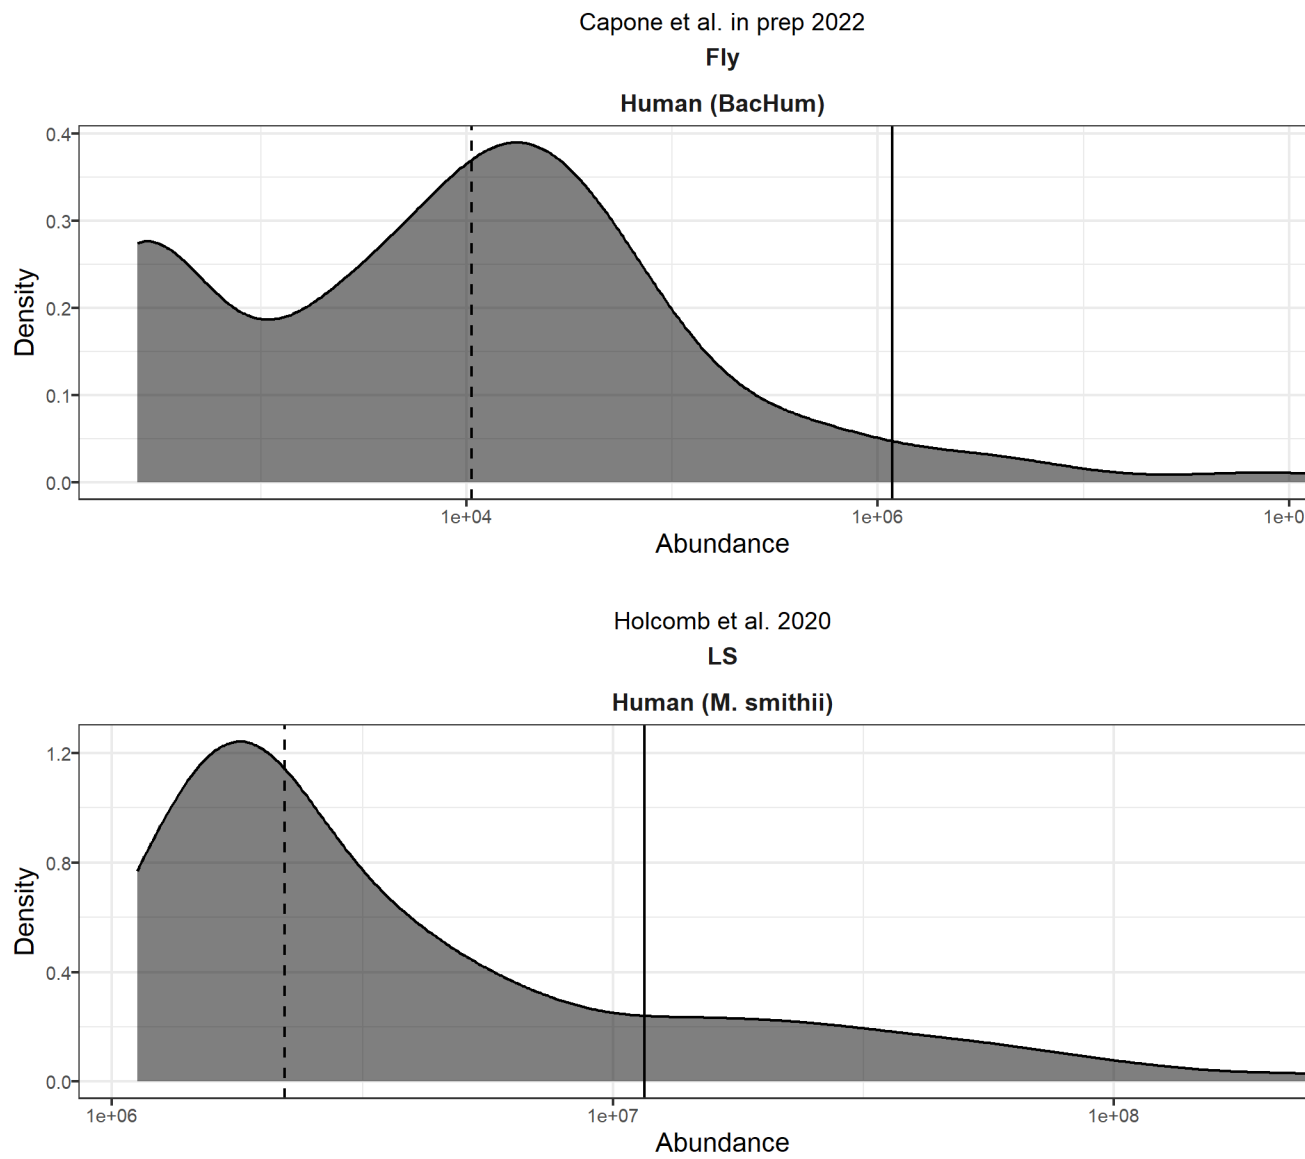 Capone et al. in prep 2022
Fly
Human (BacHum)
0.4
0.3
0.2
0.1
0.0
Density
1e+04 1e+06 1e+0
Abundance
Holcomb et al. 2020
LS
Human (M. smithii)
1.2
0.8
0.4
0.0
Density
1e+06 1e+07 1e+08
Abundance